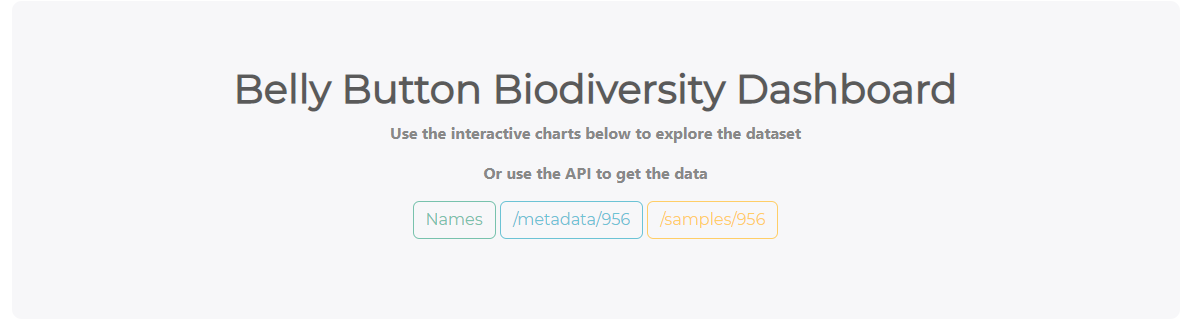 Belly Button Biodiversity Dashboard
Use the interactive charts below to explore the dataset
Or use the API to get the data
Names /metadata/956 /samples/956